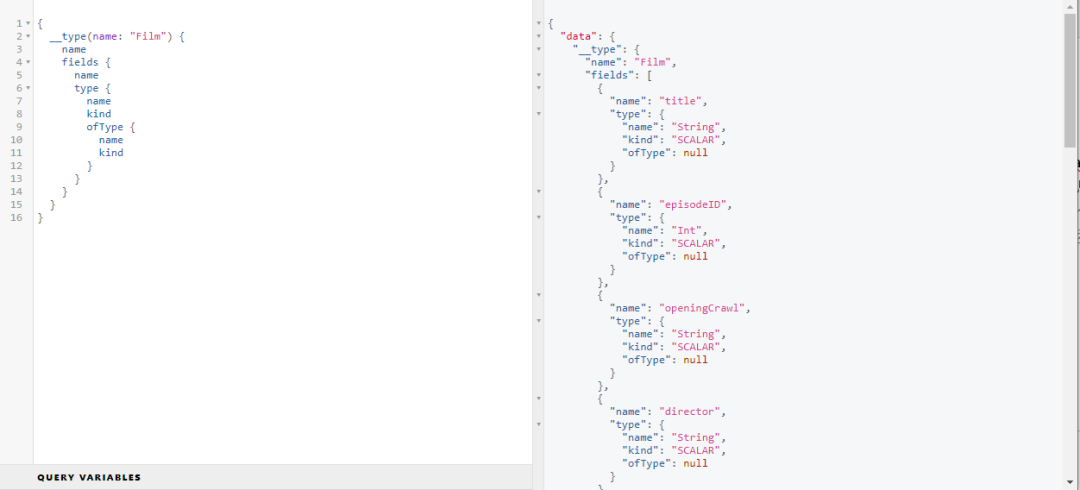 1 {
2 __type(name: "Film") {
3 name
4 fields {
5 name
6 type {
7 name
8 kind
9 ofType {
10 name
11 kind
12 }
13 }
14 }
15 }
16 }
QUERY VARIABLES
{
"data": {
"__type": {
"name": "Film",
"fields": [
{
"name": "title",
"type": {
"name": "String",
"kind": "SCALAR",
"ofType": null
}
},
{
"name": "episodeID",
"type": {
"name": "Int",
"kind": "SCALAR",
"ofType": null
}
},
{
"name": "openingCrawl",
"type": {
"name": "String",
"kind": "SCALAR",
"ofType": null
}
},
{
"name": "director",
"type": {
"name": "String",
"kind": "SCALAR",
"ofType": null
}
}